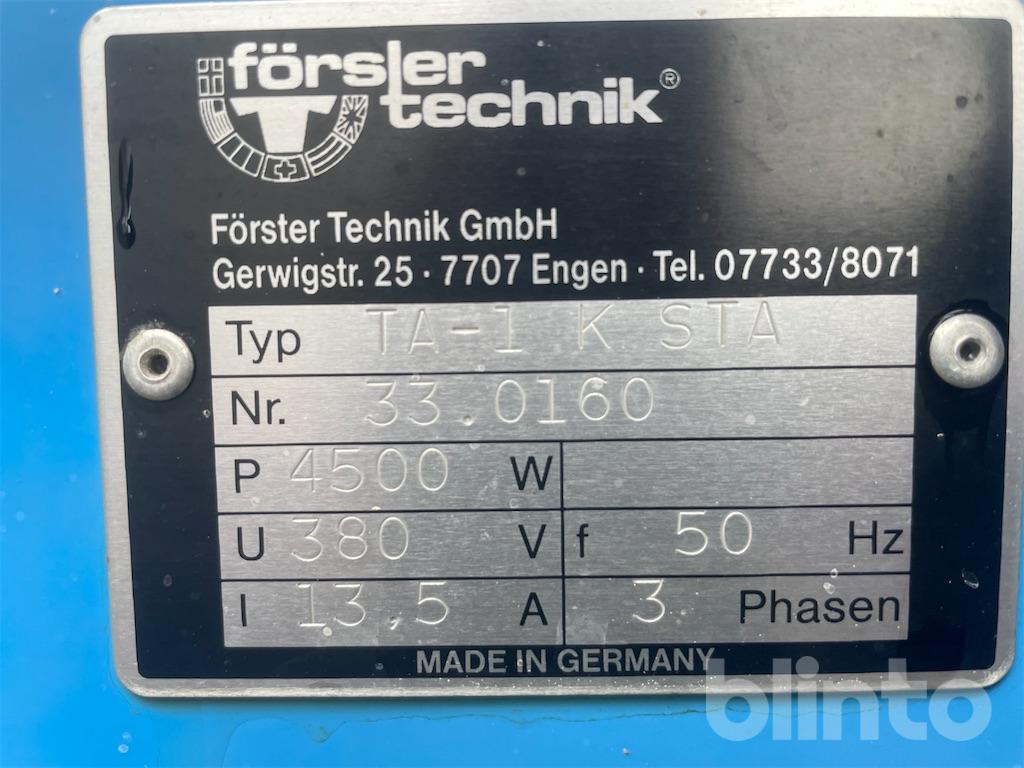 förster
technik®
Förster Technik GmbH
Gerwigstr. 25 · 7707 Engen · Tel. 07733/8071
Typ TA-1 K STA
Nr. 33.0160
P 4500 W
U 380 V f 50 Hz
I 13,5 A 3 Phasen
MADE IN GERMANY
blinto